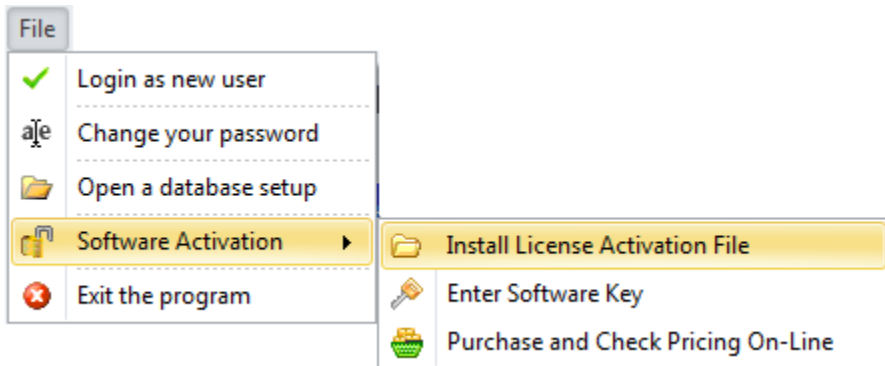 File
Login as new user
Change your password
Open a database setup
Software Activation
Install License Activation File
Exit the program
Enter Software Key
Purchase and Check Pricing On-Line